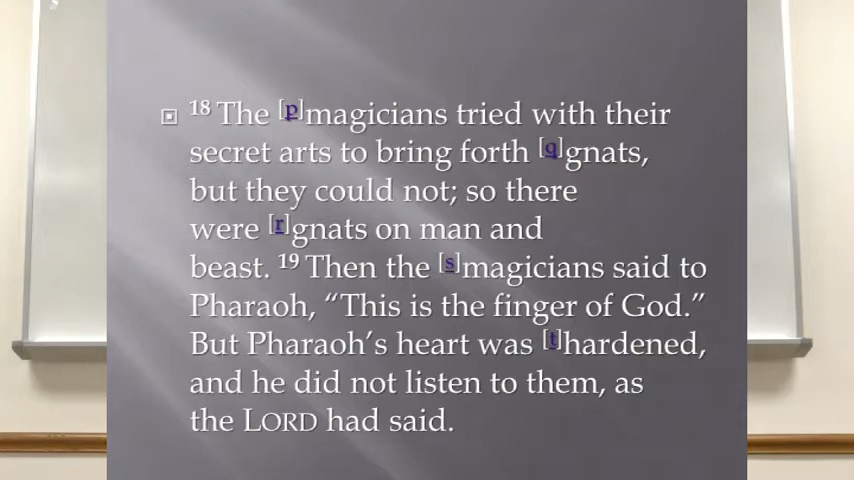 18 The [p]magicians tried with their
secret arts to bring forth [q]gnats,
but they could not; so there
were [r]gnats on man and
beast. 19 Then the [s]magicians said to
Pharaoh, “This is the finger of God.”
But Pharaoh’s heart was [t]hardened,
and he did not listen to them, as
the LORD had said.